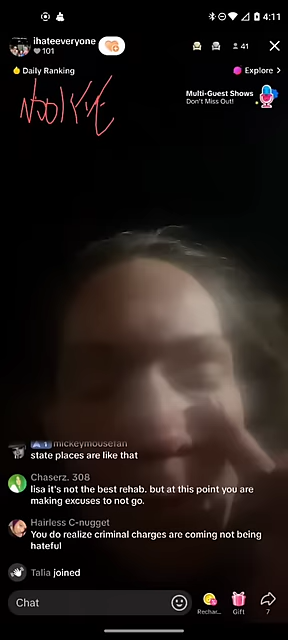 4:11
ihateeveryone
101
41
Daily Ranking
Explore >
Multi-Guest Shows
Don't Miss Out!
mickeymousefan
state places are like that
Chaserz. 308
lisa it's not the best rehab. but at this point you are
making excuses to not go.
Hairless C-nugget
You do realize criminal charges are coming not being
hateful
Talia joined
Chat
Rechar...
Gift
7